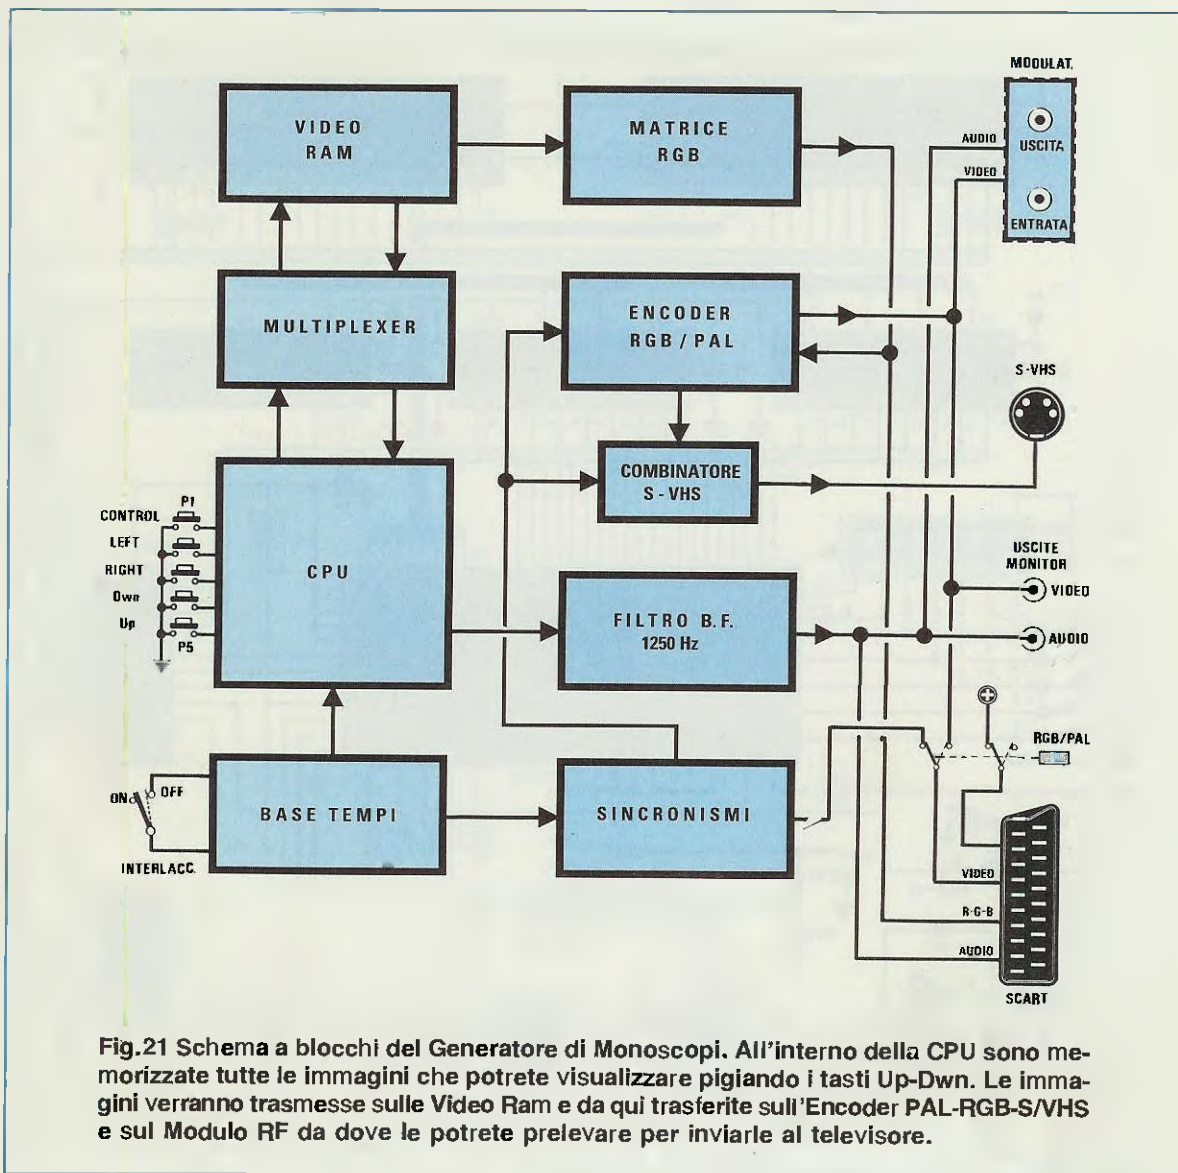 MODULAT.
VIDEO
RAM
MATRICE
RGB
AUDIO
USCITA
VIDEO
ENTRATA
MULTIPLEXER
ENCODER
RGB / PAL
S-VHS
COMBINATORE
S - VHS
P1
CONTROL
LEFT
RIGHT
Dwn
Up
P5
CPU
FILTRO B.F.
1250 Hz
USCITE
MONITOR
VIDEO
AUDIO
RGB/PAL
ON
OFF
INTERLACC.
BASE TEMPI
SINCRONISMI
VIDEO
R-G-B
AUDIO
SCART
Fig.21 Schema a blocchi del Generatore di Monoscopi. All'interno della CPU sono me-
morizzate tutte le immagini che potrete visualizzare pigiando i tasti Up-Dwn. Le imma-
gini verranno trasmesse sulle Video Ram e da qui trasferite sull'Encoder PAL-RGB-S/VHS
e sul Modulo RF da dove le potrete prelevare per inviarle al televisore.